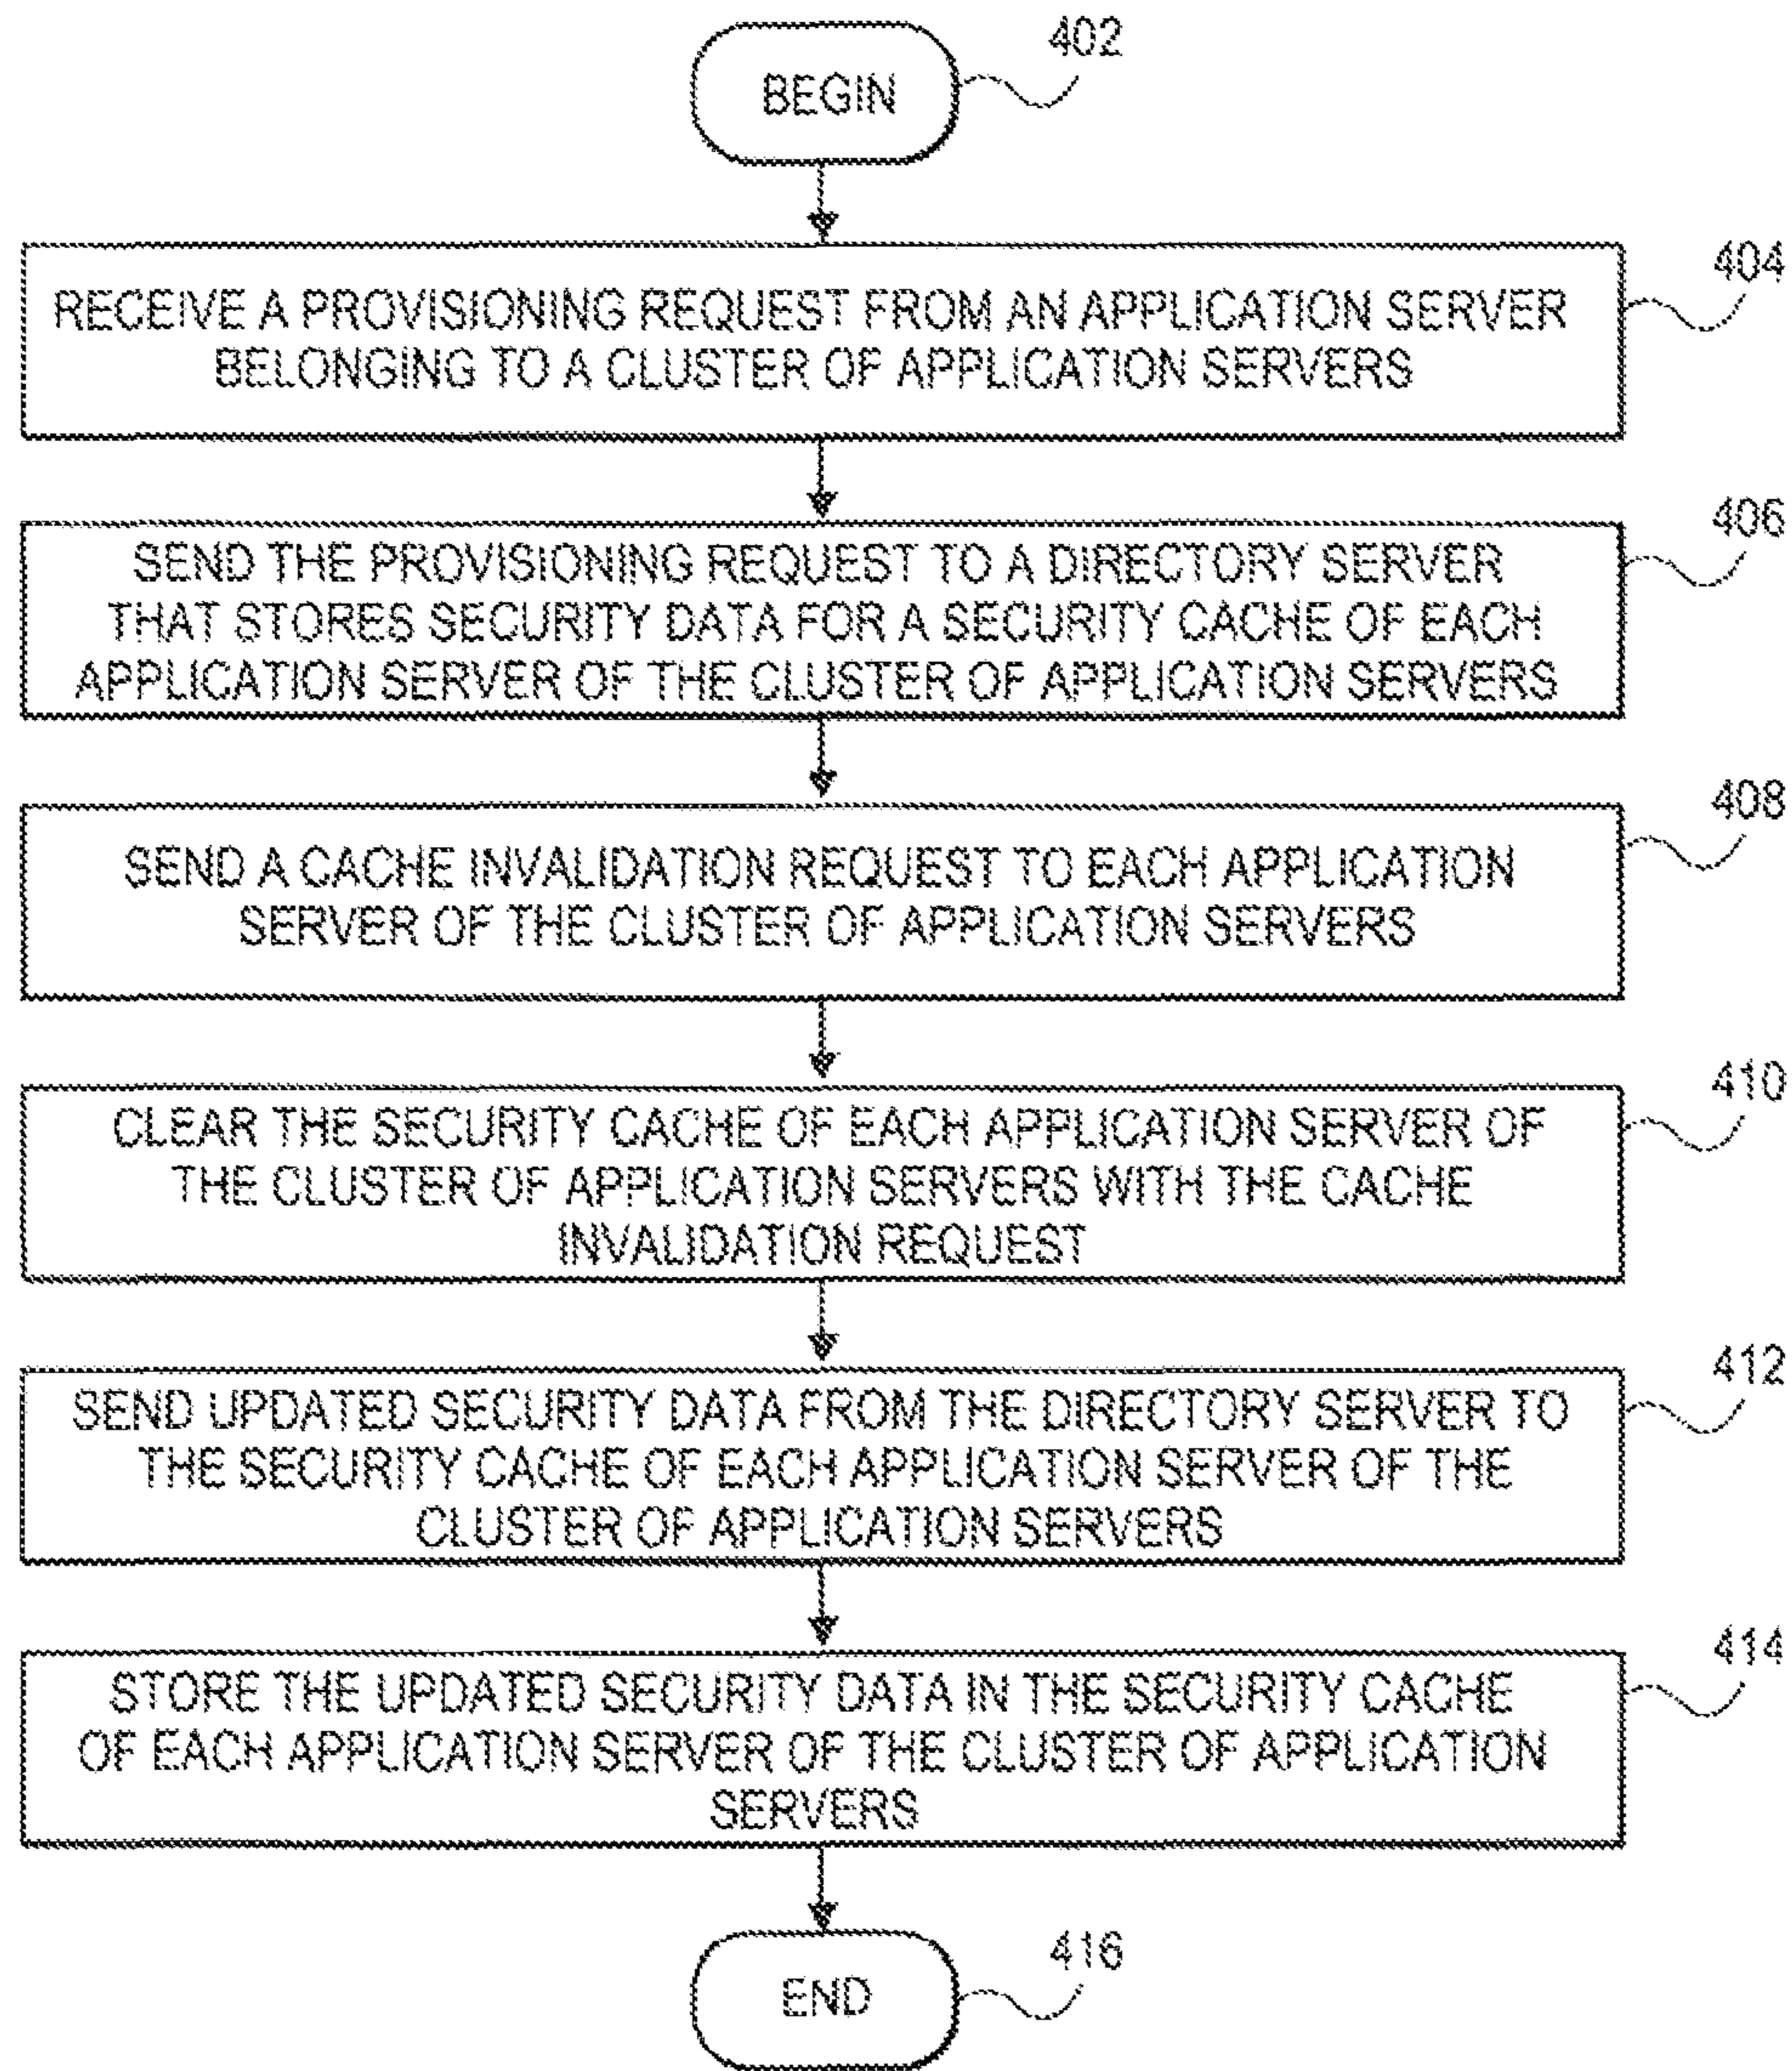 402
BEGIN
404
RECEIVE A PROVISIONING REQUEST FROM AN APPLICATION SERVER
BELONGING TO A CLUSTER OF APPLICATION SERVERS
406
SEND THE PROVISIONING REQUEST TO A DIRECTORY SERVER
THAT STORES SECURITY DATA FOR A SECURITY CACHE OF EACH
APPLICATION SERVER OF THE CLUSTER OF APPLICATION SERVERS
408
SEND A CACHE INVALIDATION REQUEST TO EACH APPLICATION
SERVER OF THE CLUSTER OF APPLICATION SERVERS
410
CLEAR THE SECURITY CACHE OF EACH APPLICATION SERVER OF
THE CLUSTER OF APPLICATION SERVERS WITH THE CACHE
INVALIDATION REQUEST
412
SEND UPDATED SECURITY DATA FROM THE DIRECTORY SERVER TO
THE SECURITY CACHE OF EACH APPLICATION SERVER OF THE
CLUSTER OF APPLICATION SERVERS
414
STORE THE UPDATED SECURITY DATA IN THE SECURITY CACHE
OF EACH APPLICATION SERVER OF THE CLUSTER OF APPLICATION
SERVERS
416
END